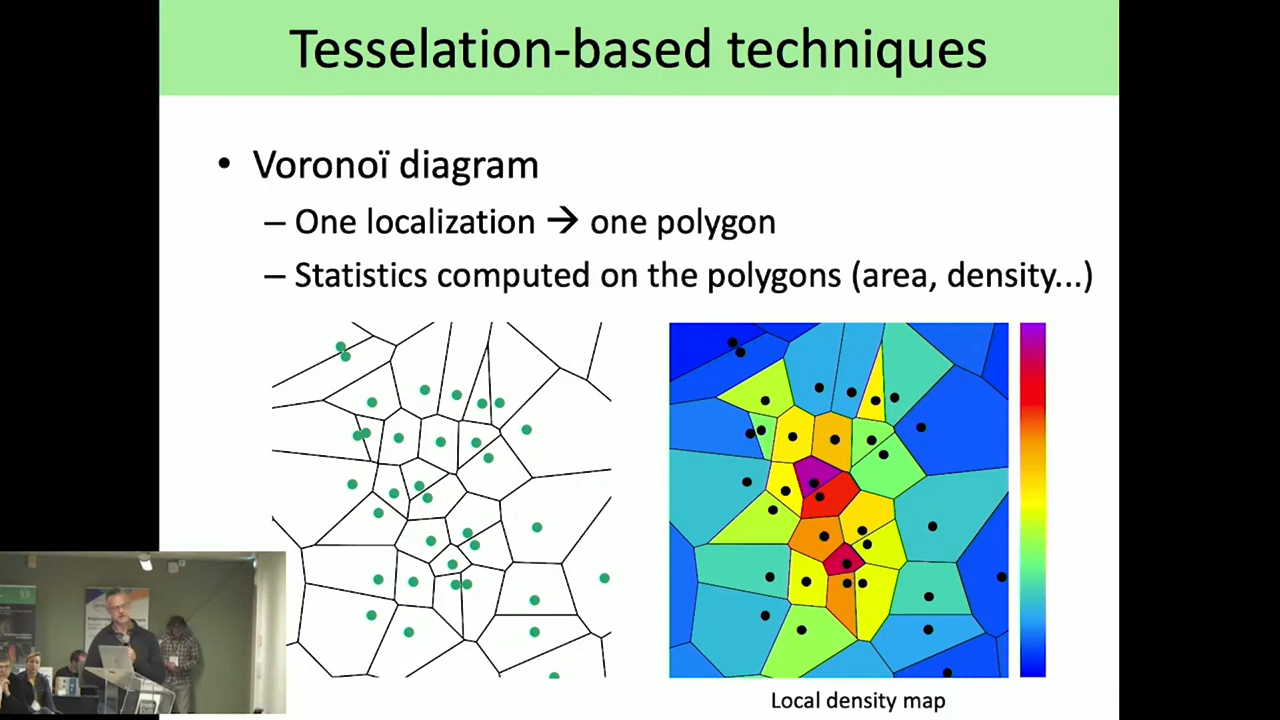 Tesselation-based techniques
• Voronoï diagram
– One localization → one polygon
– Statistics computed on the polygons (area, density...)
Local density map